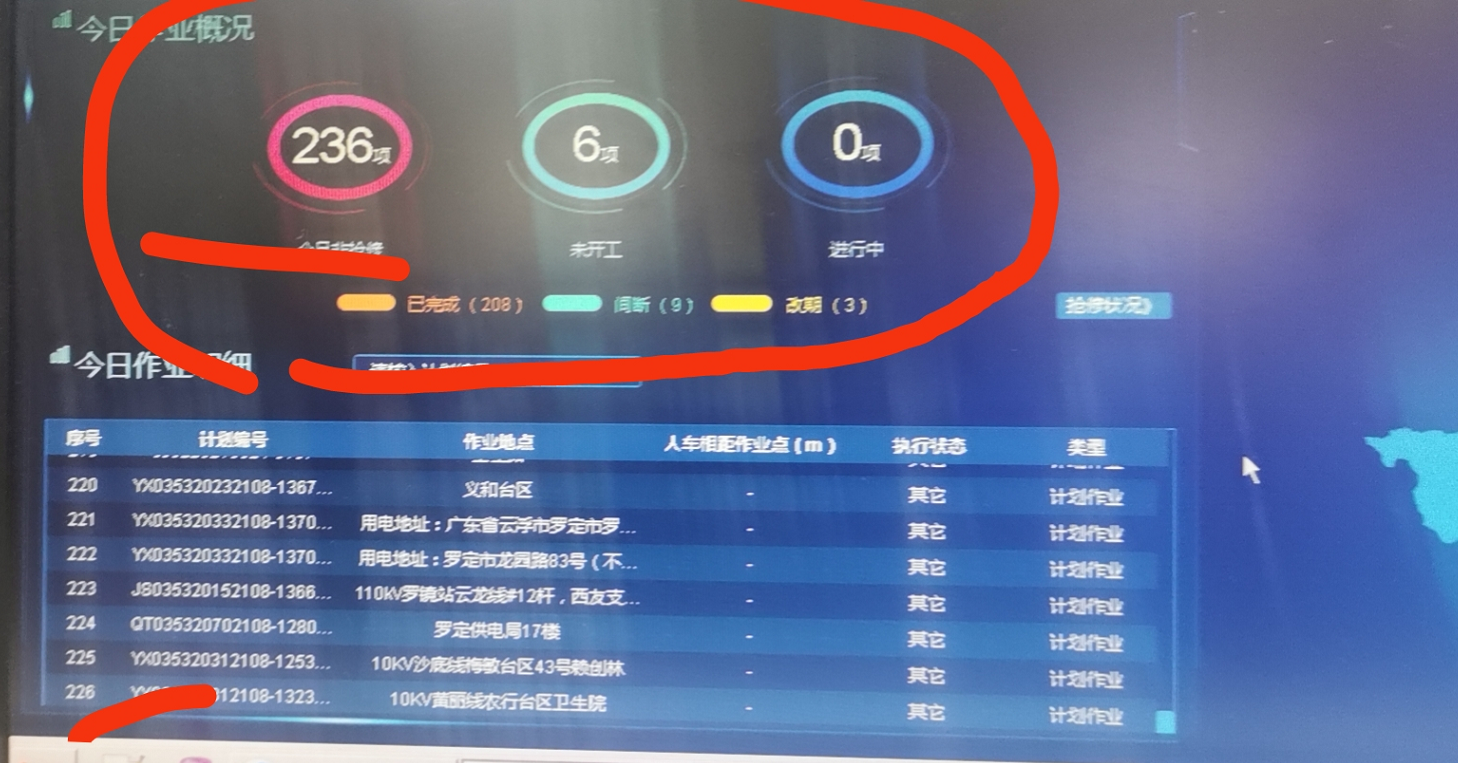 今日作业概况
236项
6项
0项
今日非抢修
未开工
进行中
已完成（208）
间断（9）
改期（3）
抢修状况》
今日作业明细
序号 计划编号 作业地点 人车相距作业点（m） 执行状态 类型
220 YX035320232108-1367... 义和台区 - 其它 计划作业
221 YX035320332108-1370... 用电地址：广东省云浮市罗定市罗... - 其它 计划作业
222 YX035320332108-1370... 用电地址：罗定市龙园路83号（不... - 其它 计划作业
223 JB035320152108-1366... 110kV罗镜站云龙线#12杆，西友支... - 其它 计划作业
224 QT035320702108-1280... 罗定供电局17楼 - 其它 计划作业
225 YX035320312108-1253... 10KV沙底线梅敏台区43号赖创林 - 其它 计划作业
226 12108-1323... 10KV黄丽线农行台区卫生院 - 其它 计划作业